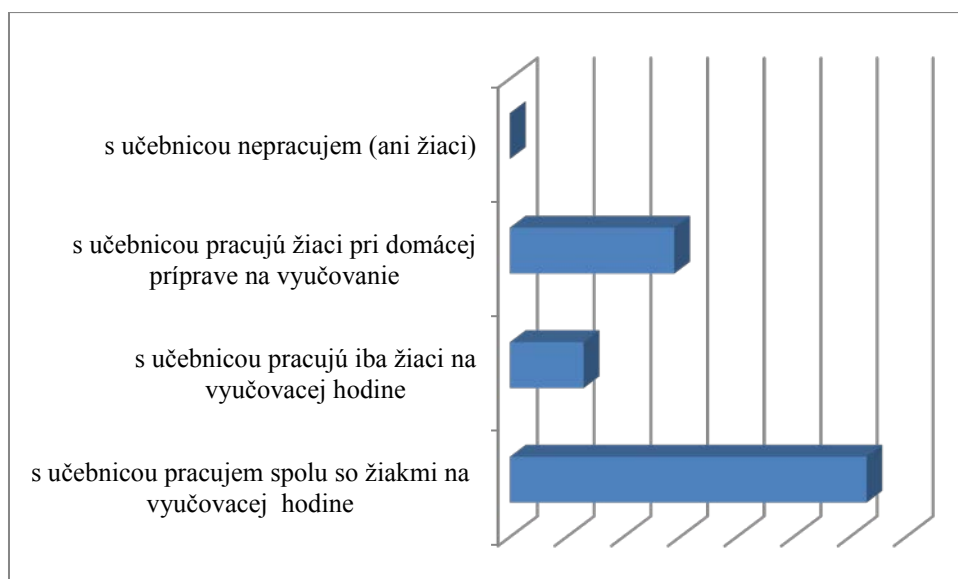 s učebnicou nepracujem (ani žiaci)
s učebnicou pracujú žiaci pri domácej
príprave na vyučovanie
s učebnicou pracujú iba žiaci na
vyučovacej hodine
s učebnicou pracujem spolu so žiakmi na
vyučovacej hodine